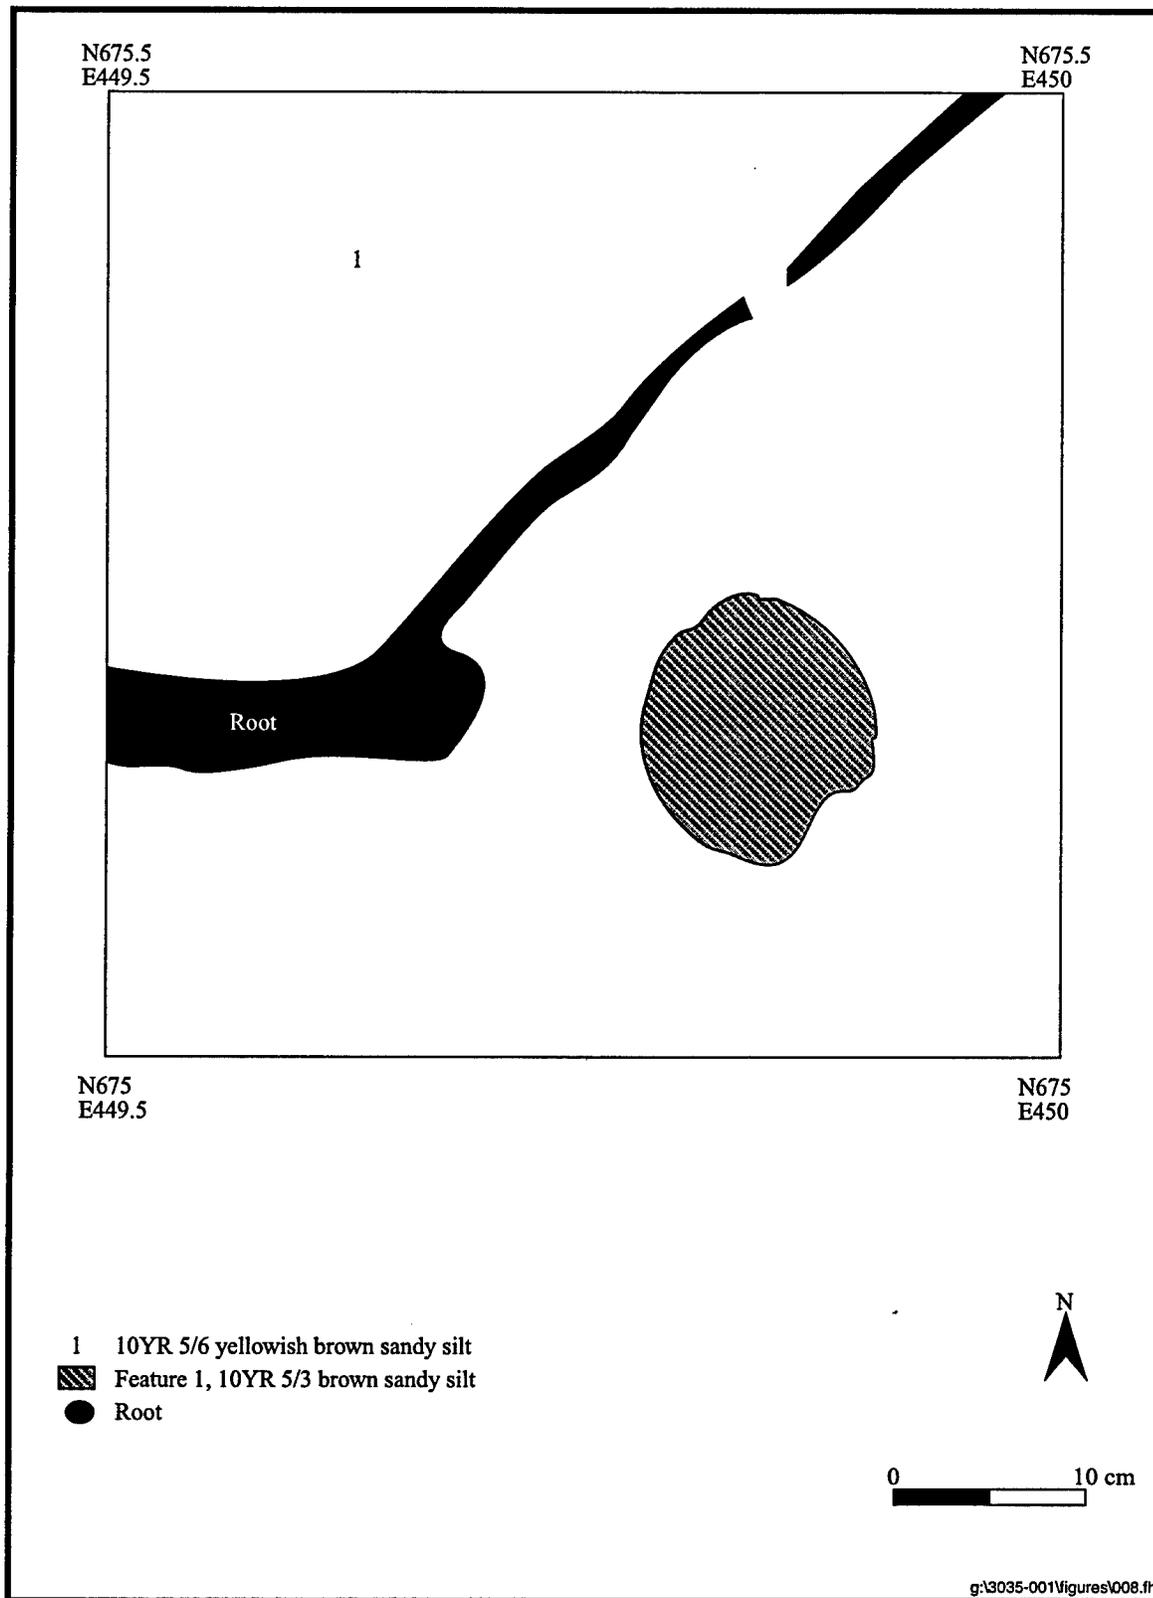 N675.5
E449.5
N675.5
E450
1
Root
N675
E449.5
N675
E450
N
1 10YR 5/6 yellowish brown sandy silt
Feature 1, 10YR 5/3 brown sandy silt
Root
0 10 cm
g:\3035-001\figures\008.fh